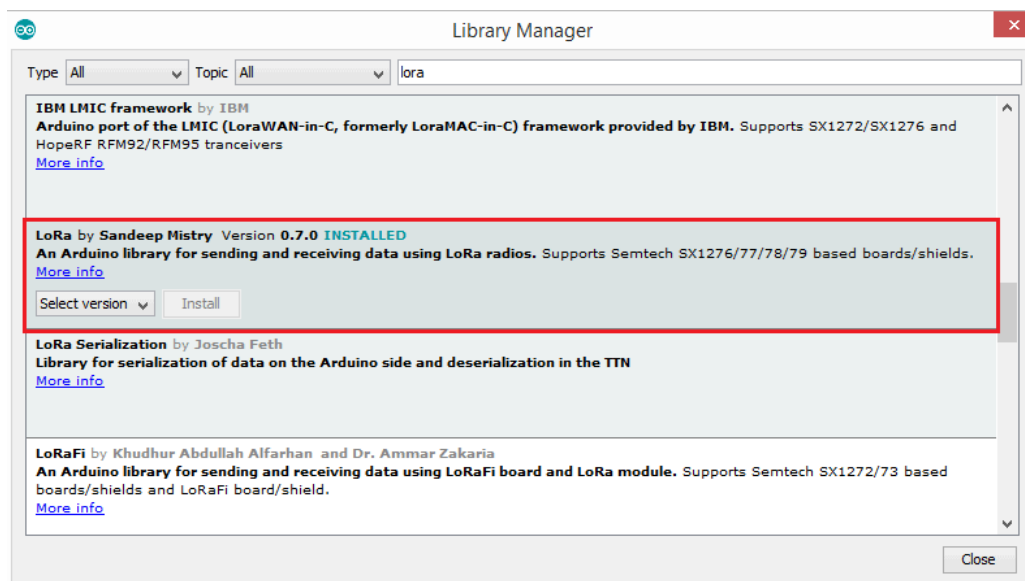 Library Manager
Type All Topic All lora
IBM LMIC framework by IBM
Arduino port of the LMIC (LoraWAN-in-C, formerly LoraMAC-in-C) framework provided by IBM. Supports SX1272/SX1276 and
HopeRF RFM92/RFM95 tranceivers
More info
LoRa by Sandeep Mistry Version 0.7.0 INSTALLED
An Arduino library for sending and receiving data using LoRa radios. Supports Semtech SX1276/77/78/79 based boards/shields.
More info
Select version Install
LoRa Serialization by Joscha Feth
Library for serialization of data on the Arduino side and deserialization in the TTN
More info
LoRaFi by Khudhur Abdullah Alfarhan and Dr. Ammar Zakaria
An Arduino library for sending and receiving data using LoRaFi board and LoRa module. Supports Semtech SX1272/73 based
boards/shields and LoRaFi board/shield.
More info
Close